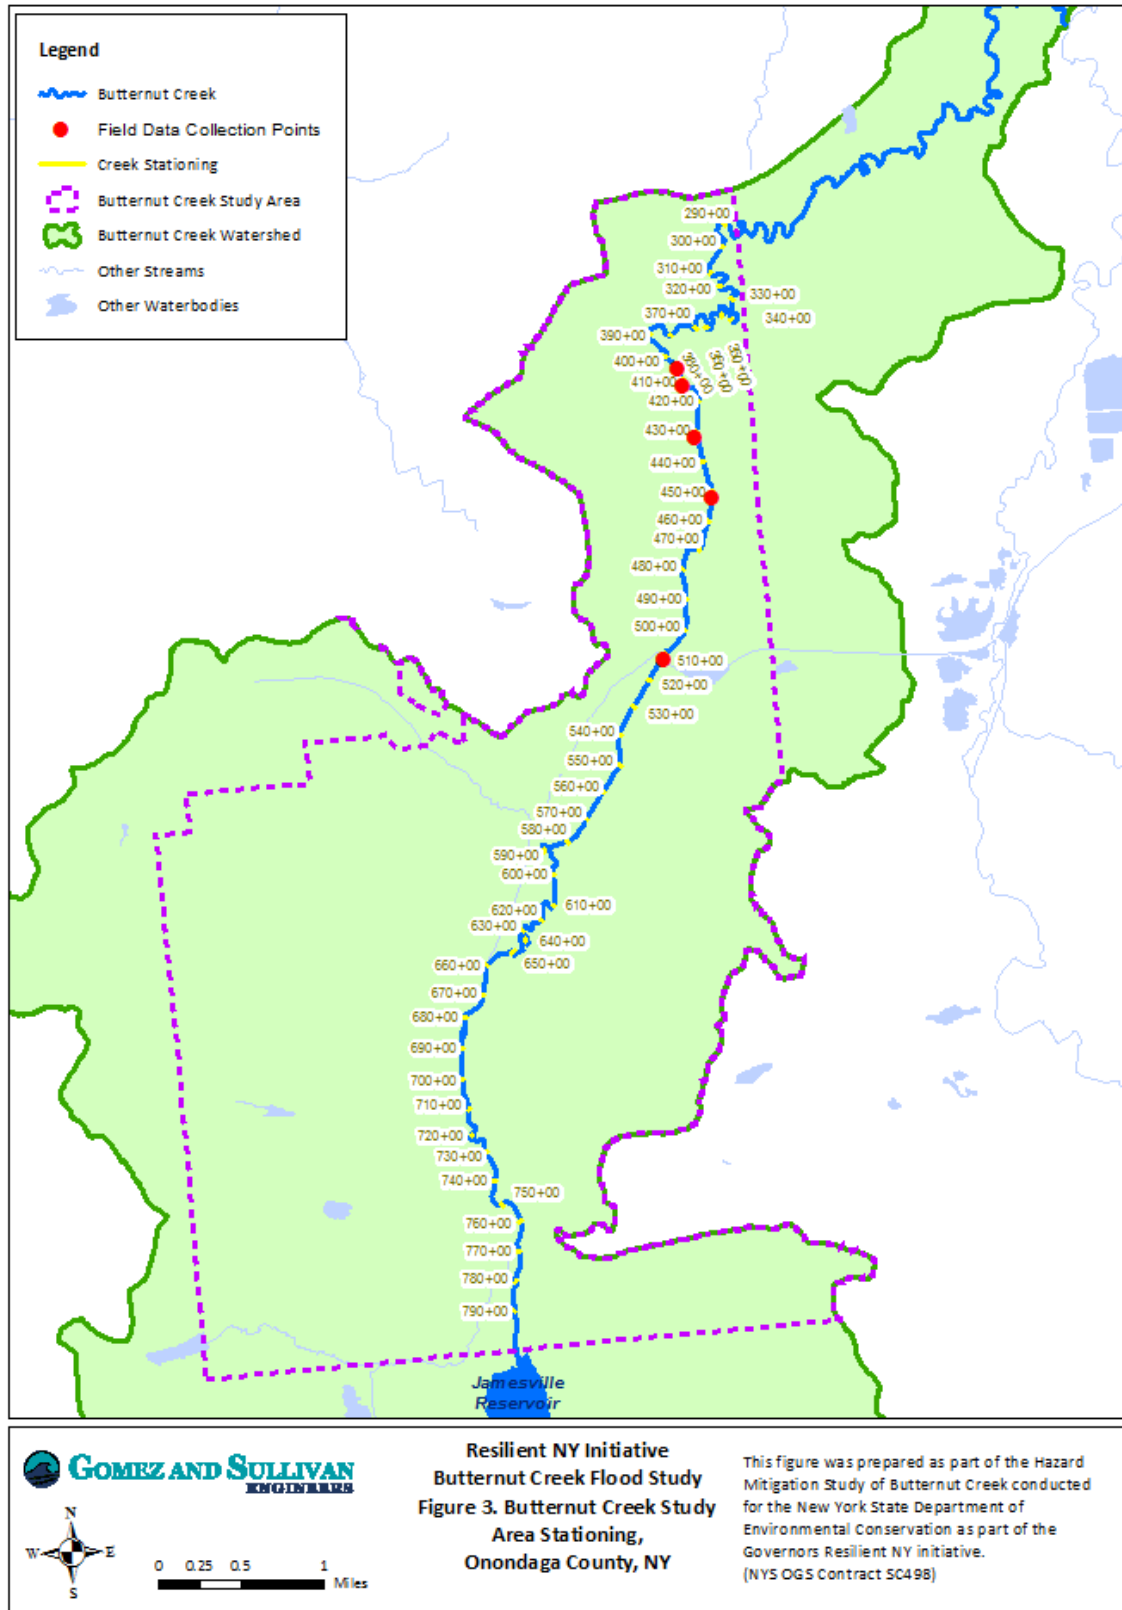 Legend
Butternut Creek
Field Data Collection Points
Creek Stationing
Butternut Creek Study Area
Butternut Creek Watershed
Other Streams
Other Waterbodies
290+00
300+00
310+00
320+00
330+00
340+00
370+00
390+00
400+00
380+00
360+00
350+00
410+00
420+00
430+00
440+00
450+00
460+00
470+00
480+00
490+00
500+00
510+00
520+00
530+00
540+00
550+00
560+00
570+00
580+00
590+00
600+00
610+00
620+00
630+00
640+00
650+00
660+00
670+00
680+00
690+00
700+00
710+00
720+00
730+00
740+00
750+00
760+00
770+00
780+00
790+00
Jamesville
Reservoir
GOMEZ AND SULLIVAN
ENGINEERS
N
W
E
S
0 0.25 0.5 1
Miles
Resilient NY Initiative
Butternut Creek Flood Study
Figure 3. Butternut Creek Study
Area Stationing,
Onondaga County, NY
This figure was prepared as part of the Hazard
Mitigation Study of Butternut Creek conducted
for the New York State Department of
Environmental Conservation as part of the
Governors Resilient NY initiative.
(NYS OGS Contract SC498)